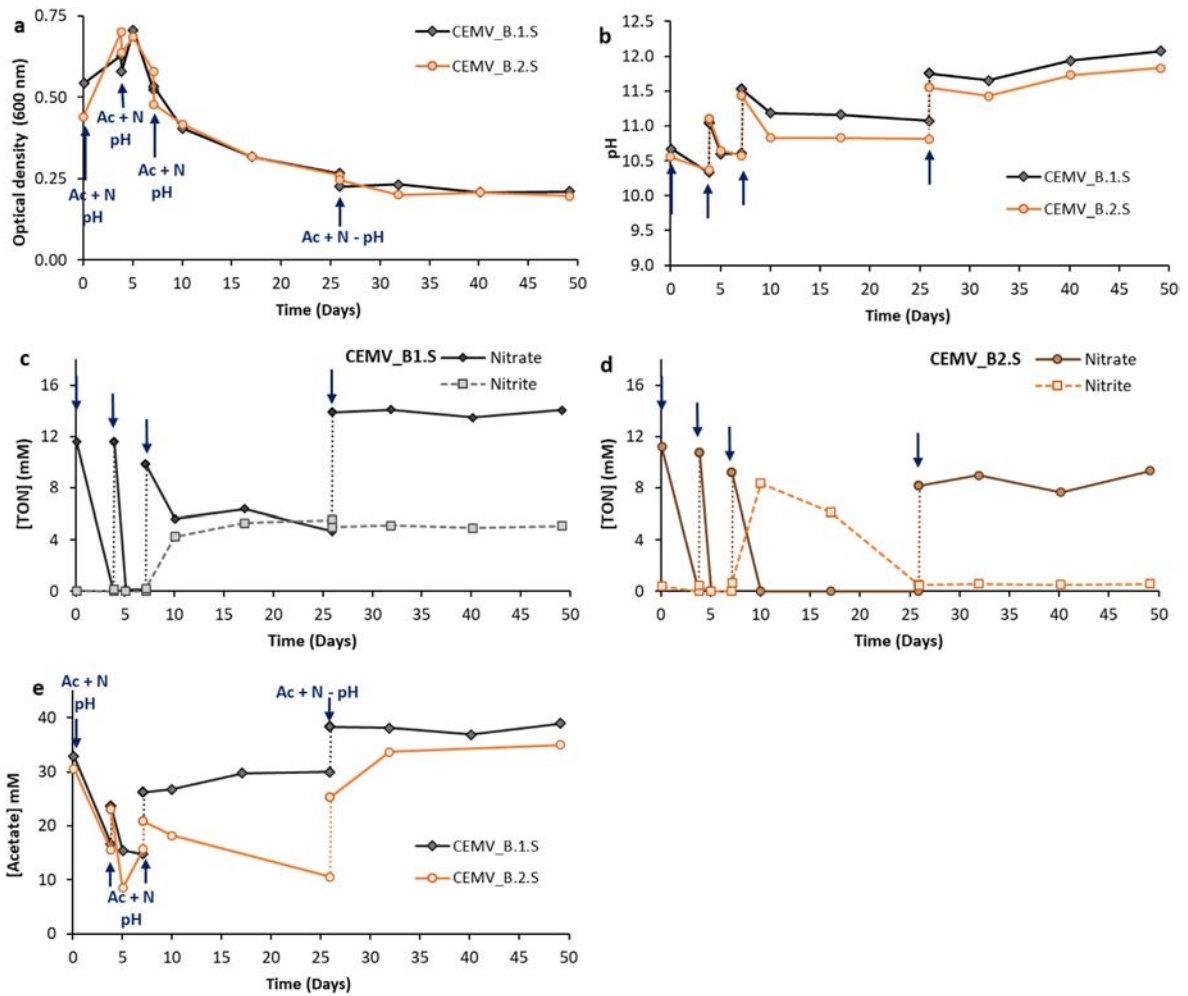 a
0.75
0.50
0.25
0.00
Optical density (600 nm)
CEMV_B.1.S
CEMV_B.2.S
Ac + N
pH
Ac + N
pH
Ac + N
pH
Ac + N - pH
0 5 10 15 20 25 30 35 40 45 50
Time (Days)
b
12.5
12.0
11.5
11.0
10.5
10.0
9.5
9.0
pH
CEMV_B.1.S
CEMV_B.2.S
0 5 10 15 20 25 30 35 40 45 50
Time (Days)
c
CEMV_B1.S
Nitrate
Nitrite
16
12
8
4
0
[TON] (mM)
0 5 10 15 20 25 30 35 40 45 50
Time (Days)
d
CEMV_B2.S
Nitrate
Nitrite
16
12
8
4
0
[TON] (mM)
0 5 10 15 20 25 30 35 40 45 50
Time (Days)
e
Ac + N
pH
Ac + N - pH
40
30
20
10
0
[Acetate] mM
Ac + N
pH
CEMV_B.1.S
CEMV_B.2.S
0 5 10 15 20 25 30 35 40 45 50
Time (Days)